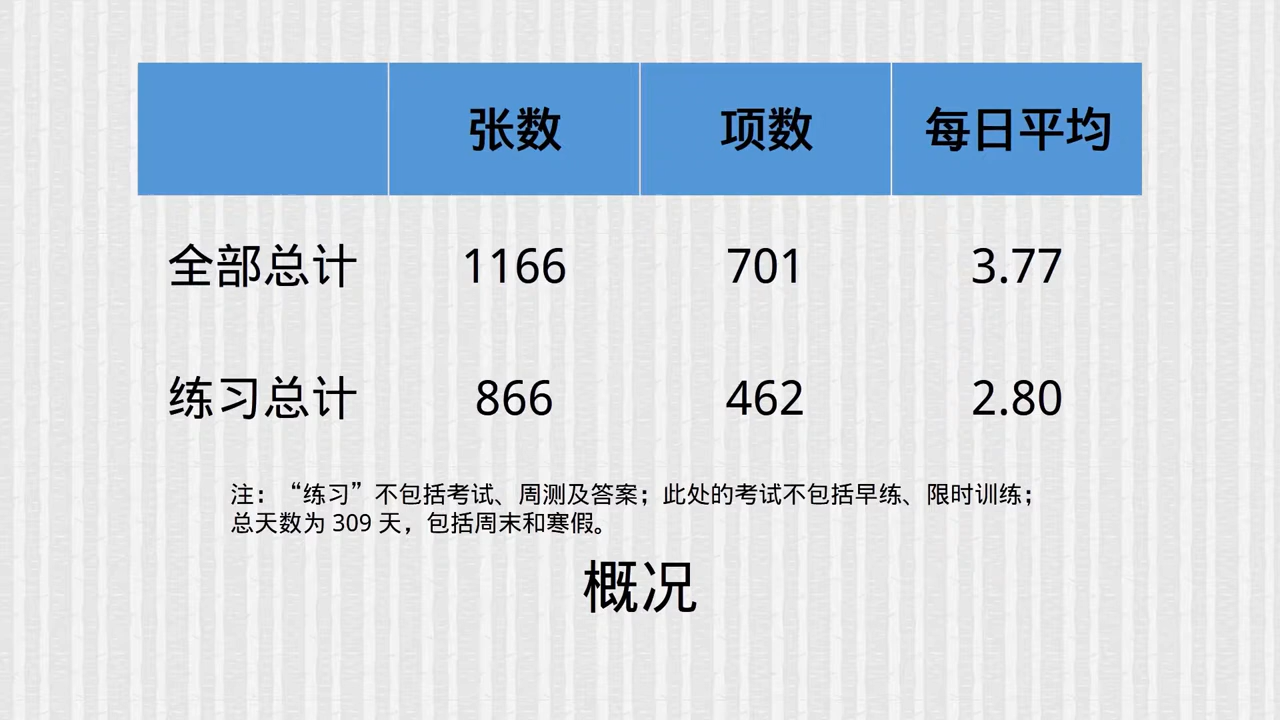 张数 项数 每日平均
全部总计 1166 701 3.77
练习总计 866 462 2.80
注：“练习”不包括考试、周测及答案；此处的考试不包括早练、限时训练；
总天数为 309 天，包括周末和寒假。
概况